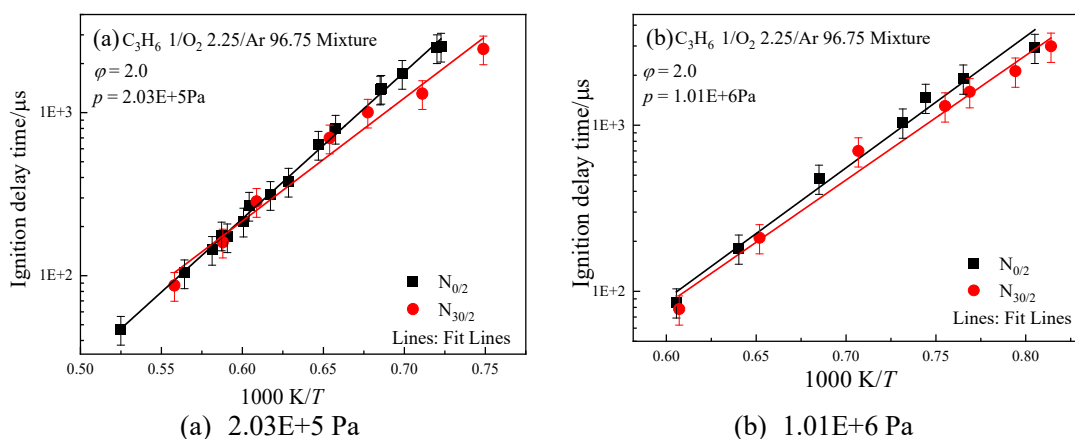 (a) C₃H₆ 1/O₂ 2.25/Ar 96.75 Mixture
φ = 2.0
p = 2.03E+5Pa
Ignition delay time/μs
1E+3
1E+2
N₀/₂
N₃₀/₂
Lines: Fit Lines
0.50 0.55 0.60 0.65 0.70 0.75
1000 K/T
(a) 2.03E+5 Pa
(b) C₃H₆ 1/O₂ 2.25/Ar 96.75 Mixture
φ = 2.0
p = 1.01E+6Pa
Ignition delay time/μs
1E+3
1E+2
N₀/₂
N₃₀/₂
Lines: Fit Lines
0.60 0.65 0.70 0.75 0.80
1000 K/T
(b) 1.01E+6 Pa